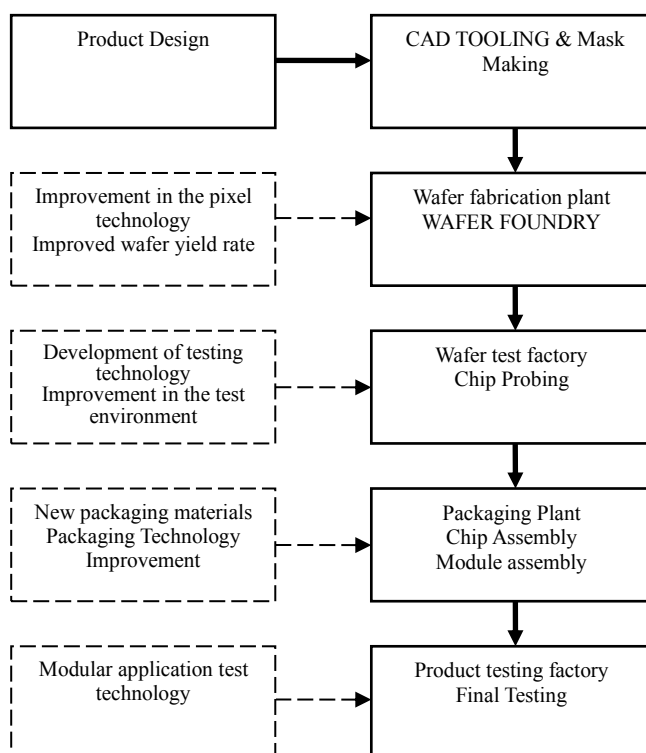 Product Design
CAD TOOLING & Mask
Making
Improvement in the pixel
technology
Improved wafer yield rate
Wafer fabrication plant
WAFER FOUNDRY
Development of testing
technology
Improvement in the test
environment
Wafer test factory
Chip Probing
New packaging materials
Packaging Technology
Improvement
Packaging Plant
Chip Assembly
Module assembly
Modular application test
technology
Product testing factory
Final Testing